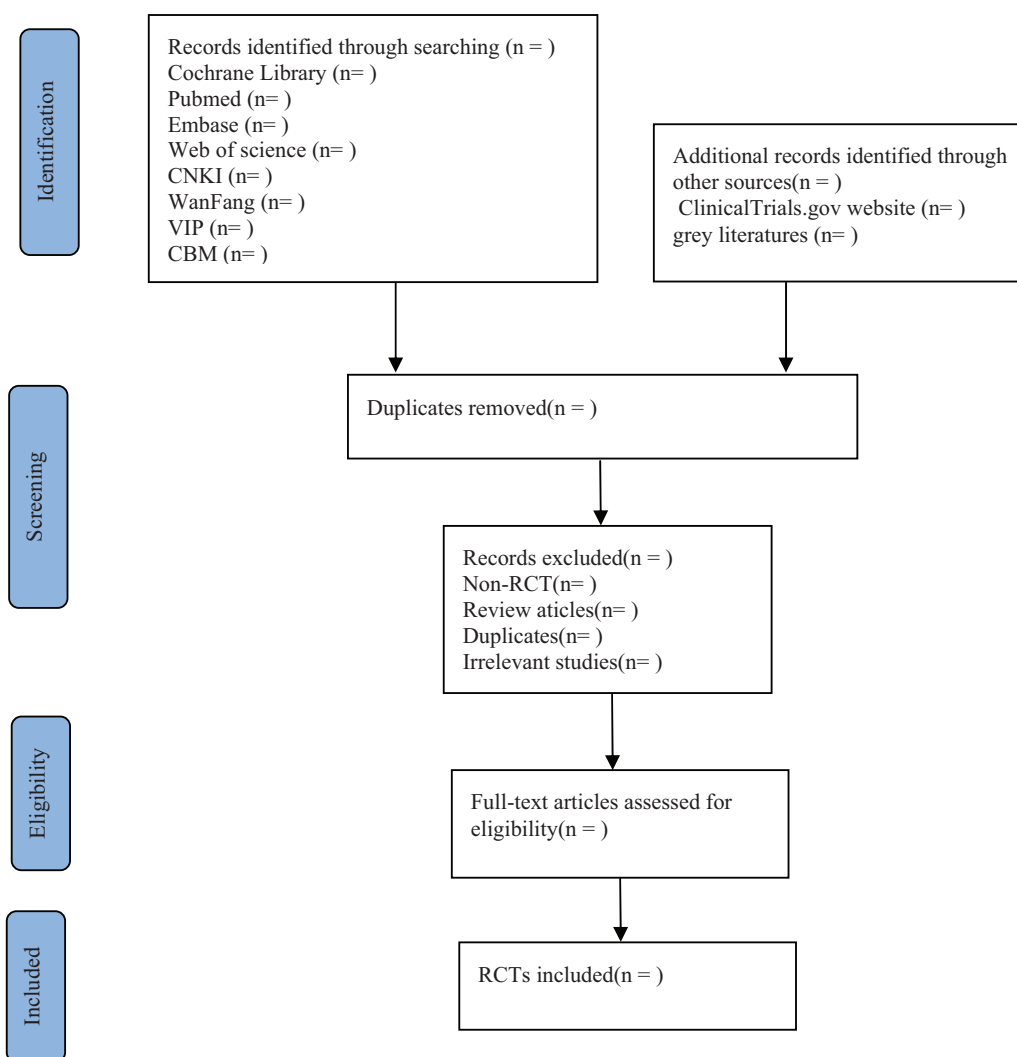 Identification
Records identified through searching (n = )
Cochrane Library (n= )
Pubmed (n= )
Embase (n= )
Web of science (n= )
CNKI (n= )
WanFang (n= )
VIP (n= )
CBM (n= )
Additional records identified through
other sources(n = )
ClinicalTrials.gov website (n= )
grey literatures (n= )
Screening
Duplicates removed(n = )
Records excluded(n = )
Non-RCT(n= )
Review aticles(n= )
Duplicates(n= )
Irrelevant studies(n= )
Eligibility
Full-text articles assessed for
eligibility(n = )
Included
RCTs included(n = )